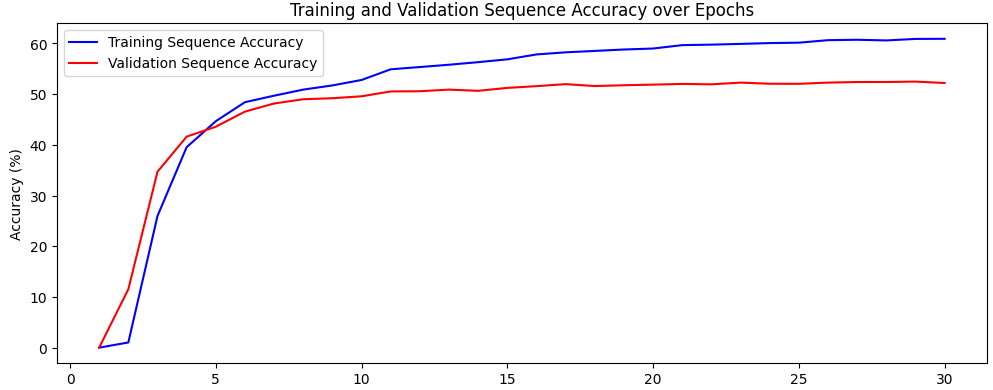 Training and Validation Sequence Accuracy over Epochs
Training Sequence Accuracy
Validation Sequence Accuracy
Accuracy (%)
60
50
40
30
20
10
0
0 5 10 15 20 25 30